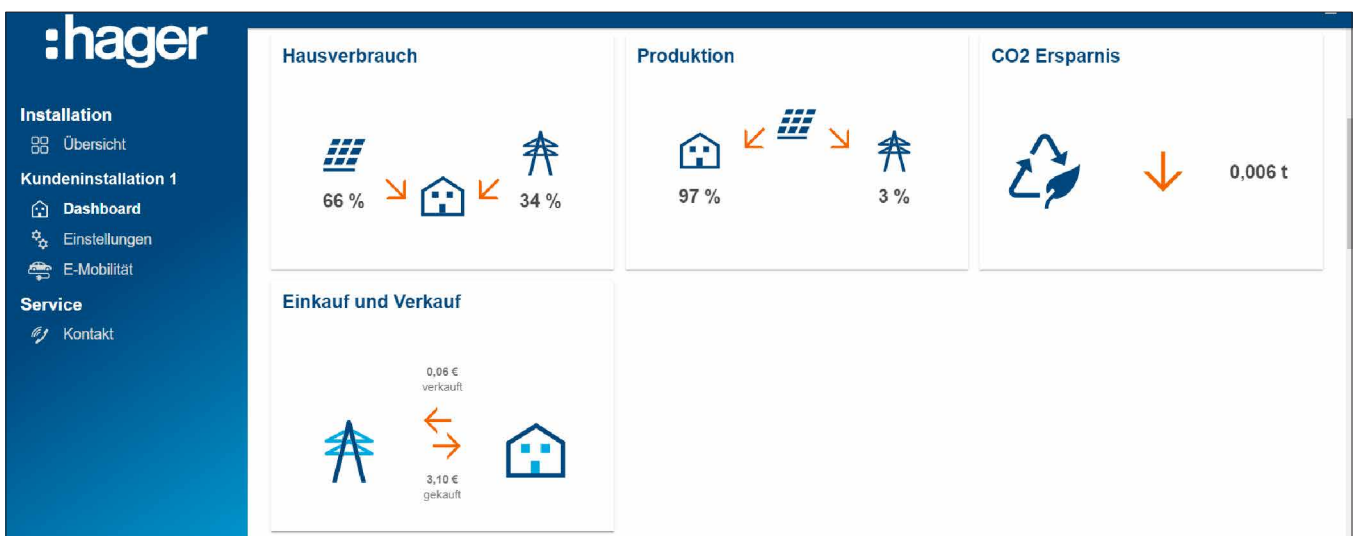 :hager
Installation
Übersicht
Kundeninstallation 1
Dashboard
Einstellungen
E-Mobilität
Service
Kontakt
Hausverbrauch
66 %
34 %
Produktion
97 %
3 %
CO2 Ersparnis
0,006 t
Einkauf und Verkauf
0,06 €
verkauft
3,10 €
gekauft